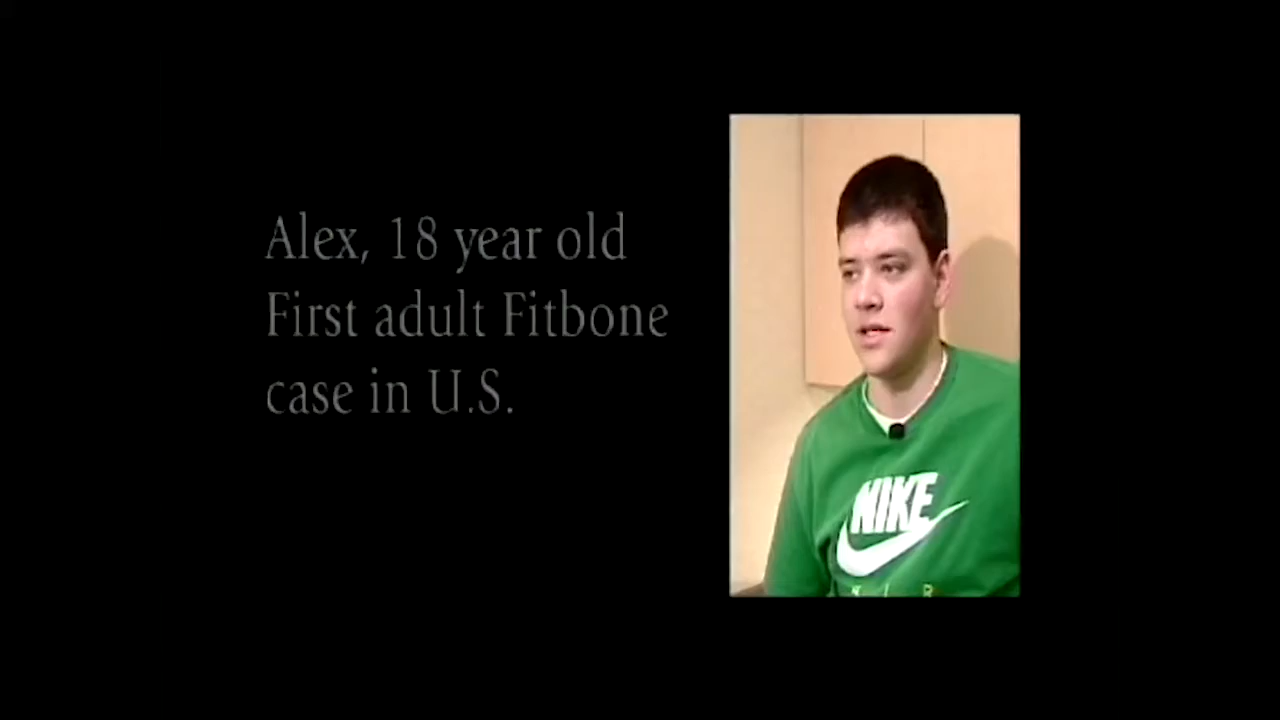 Alex, 18 year old
First adult Fitbone
case in U.S.
NIKE